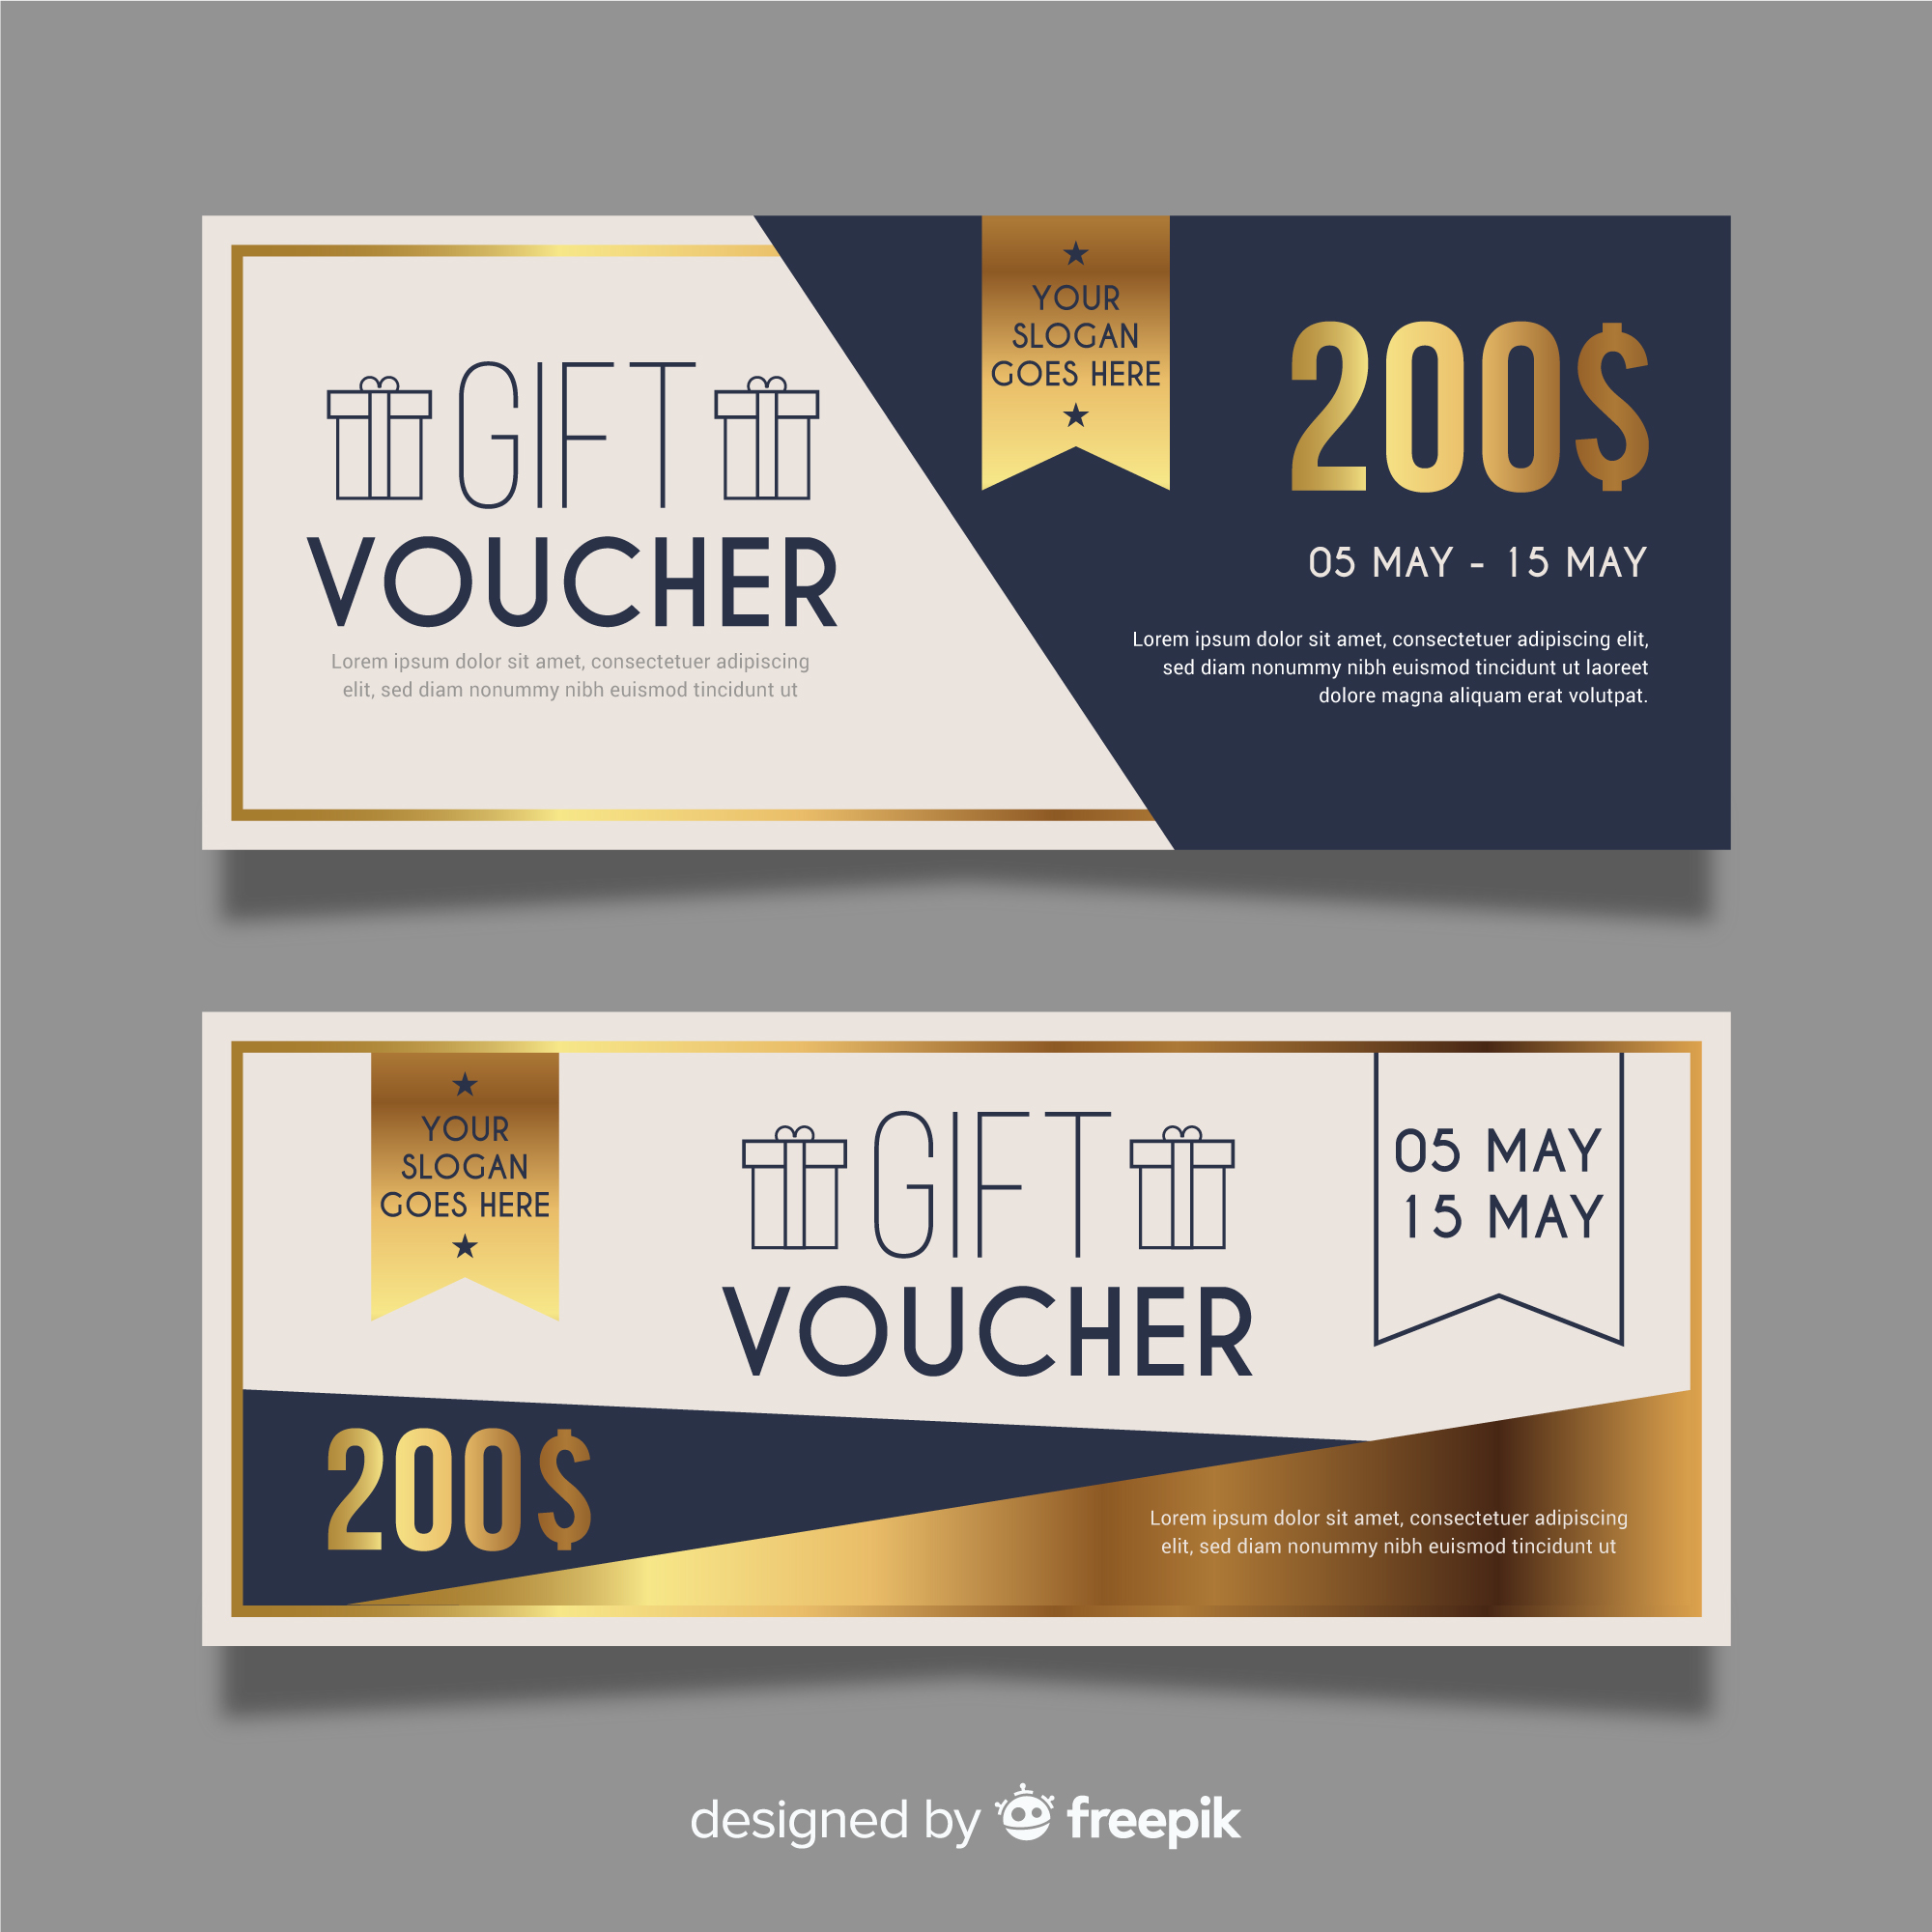 GIFT
VOUCHER
Lorem ipsum dolor sit amet, consectetuer adipiscing
elit, sed diam nonummy nibh euismod tincidunt ut
YOUR
SLOGAN
GOES HERE
200$
05 MAY - 15 MAY
Lorem ipsum dolor sit amet, consectetuer adipiscing elit,
sed diam nonummy nibh euismod tincidunt ut laoreet
dolore magna aliquam erat volutpat.
YOUR
SLOGAN
GOES HERE
GIFT
VOUCHER
05 MAY
15 MAY
200$
Lorem ipsum dolor sit amet, consectetuer adipiscing
elit, sed diam nonummy nibh euismod tincidunt ut
designed by freepik